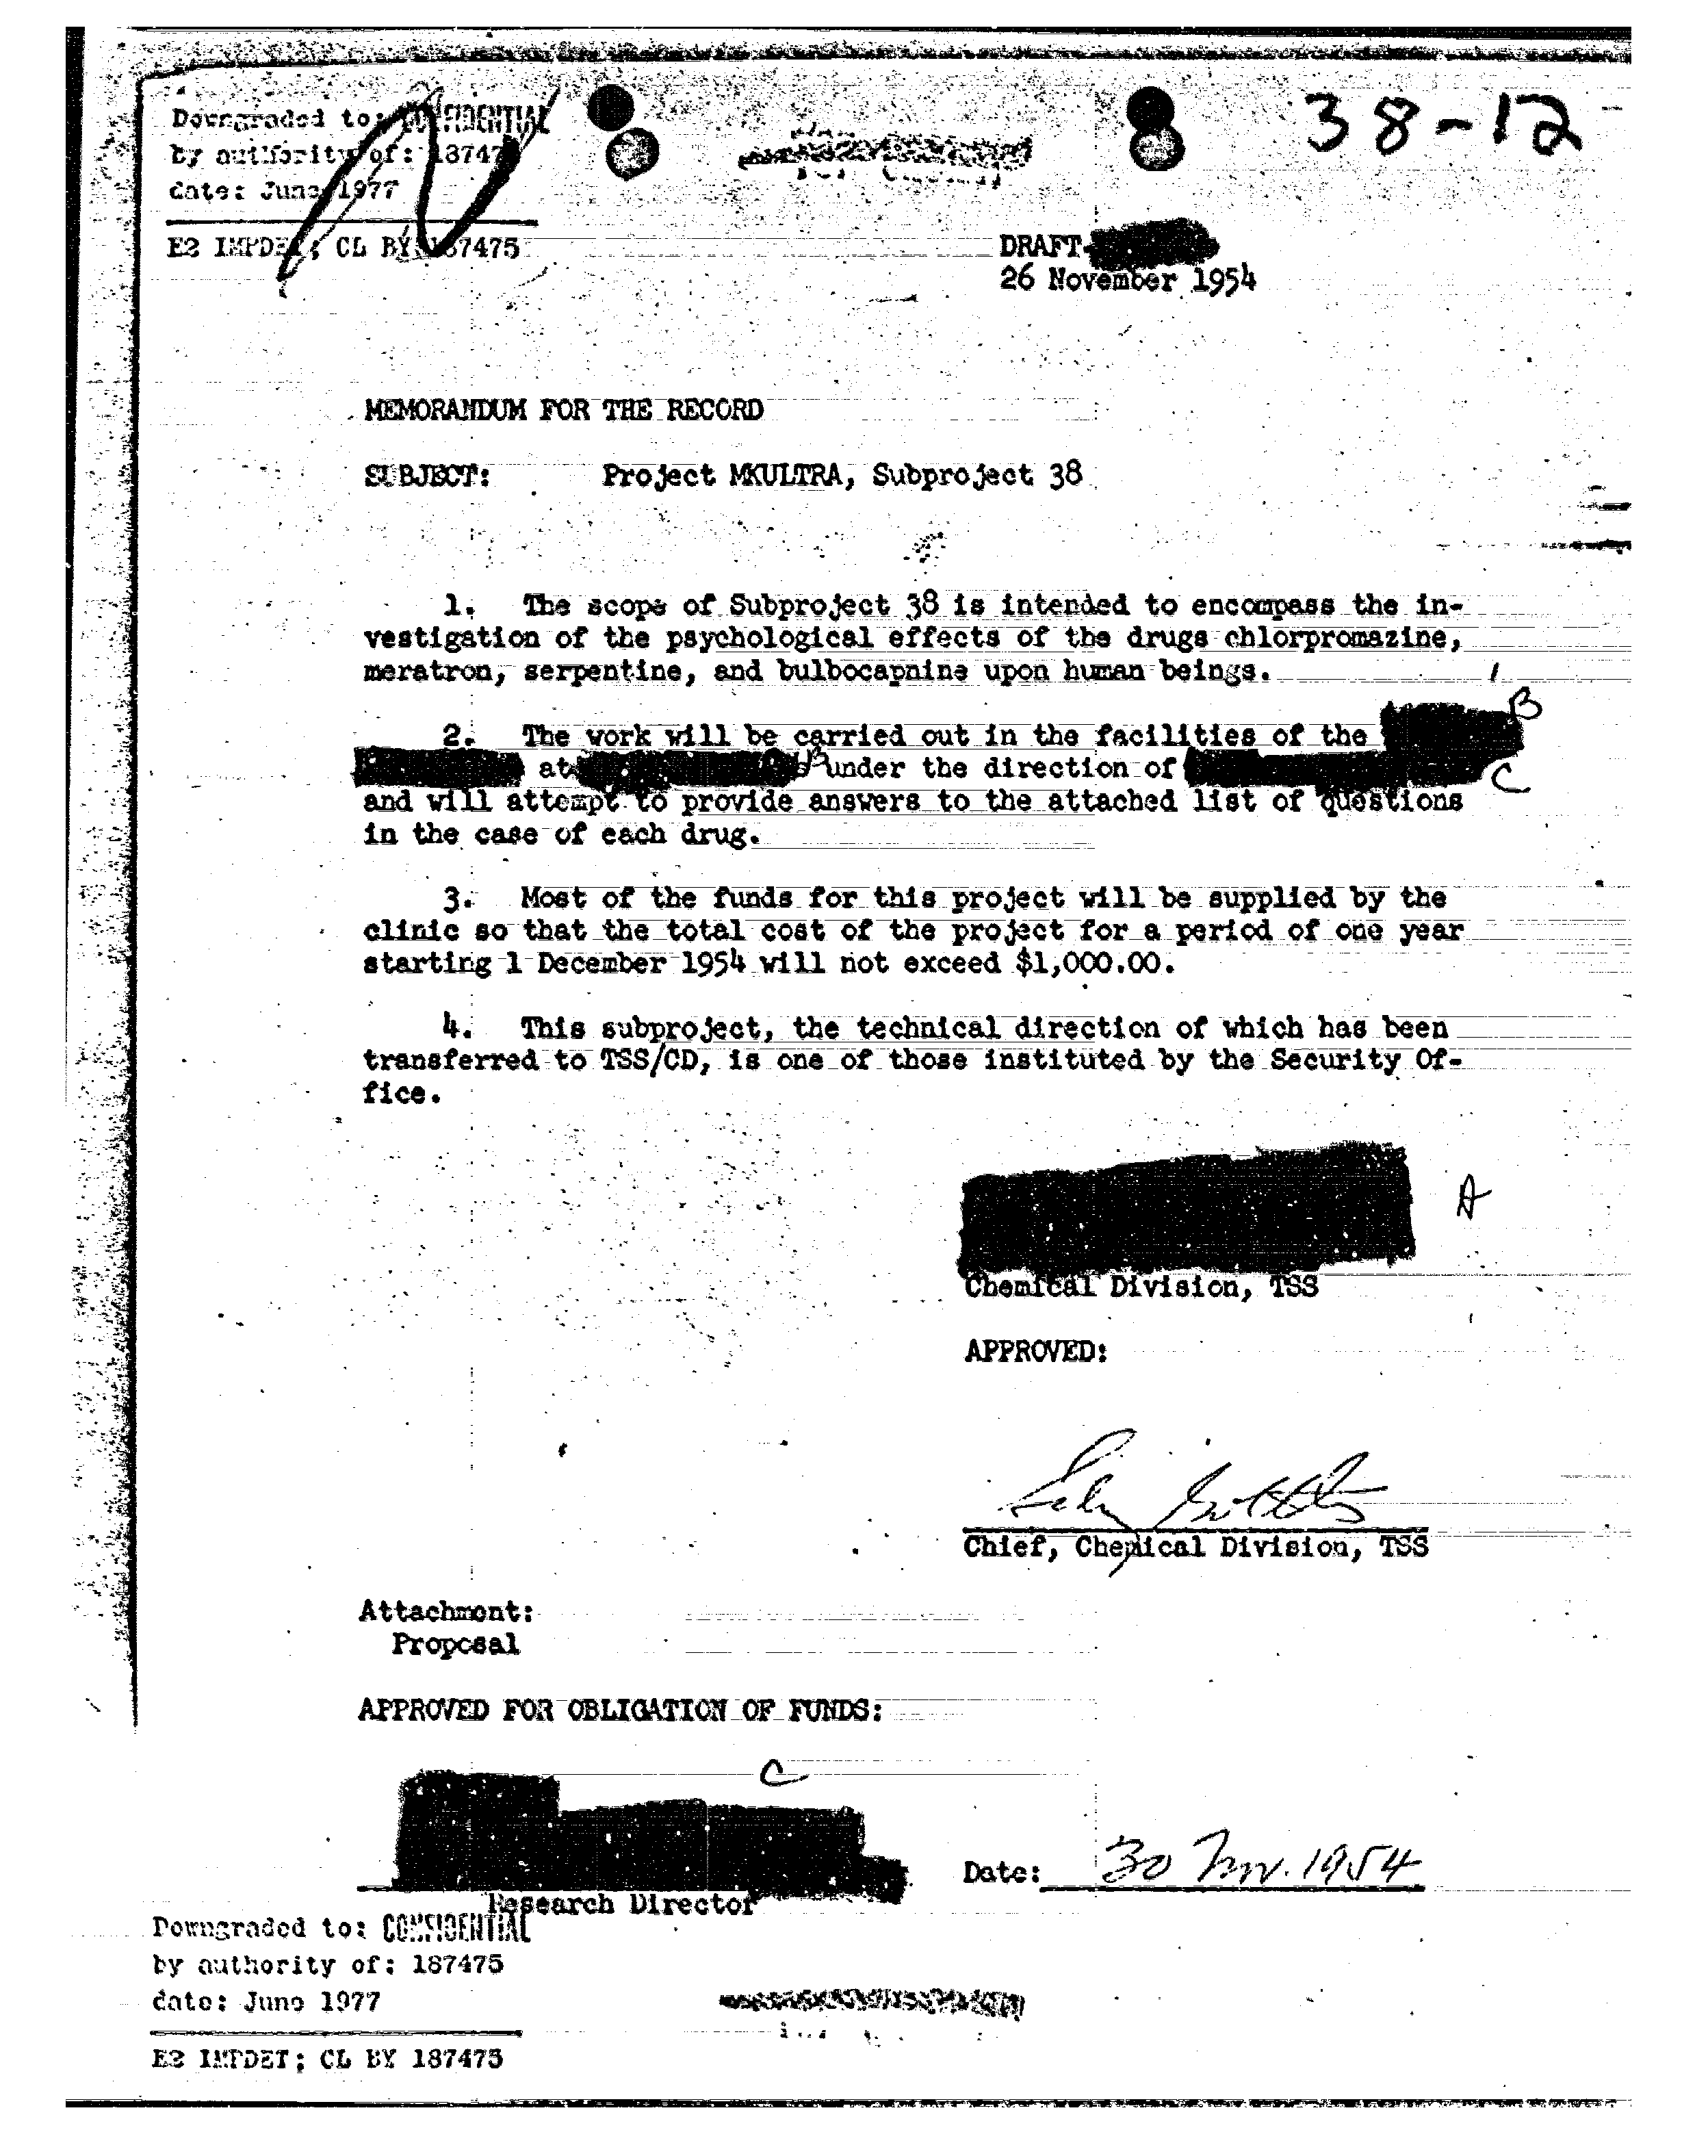 Downgraded to: CONFIDENTIAL
by authority of: 187475
date: June 1977
E2 IMPDET; CL BY 187475
38-12
DRAFT-
26 November 1954
MEMORANDUM FOR THE RECORD
SUBJECT: Project MKULTRA, Subproject 38
1. The scope of Subproject 38 is intended to encompass the in-
vestigation of the psychological effects of the drugs chlorpromazine,
meratron, serpentine, and bulbocapnine upon human beings.
B
2. The work will be carried out in the facilities of the
at B under the direction of C
and will attempt to provide answers to the attached list of questions
in the case of each drug.
3. Most of the funds for this project will be supplied by the
clinic so that the total cost of the project for a period of one year
starting 1 December 1954 will not exceed $1,000.00.
4. This subproject, the technical direction of which has been
transferred to TSS/CD, is one of those instituted by the Security Of-
fice.
A
Chemical Division, TSS
APPROVED:
Sidney Gottlieb
Chief, Chemical Division, TSS
Attachment:
Proposal
APPROVED FOR OBLIGATION OF FUNDS:
C
Date: 30 Nov. 1954
Research Director
Downgraded to: CONFIDENTIAL
by authority of: 187475
date: June 1977
E2 IMPDET; CL BY 187475